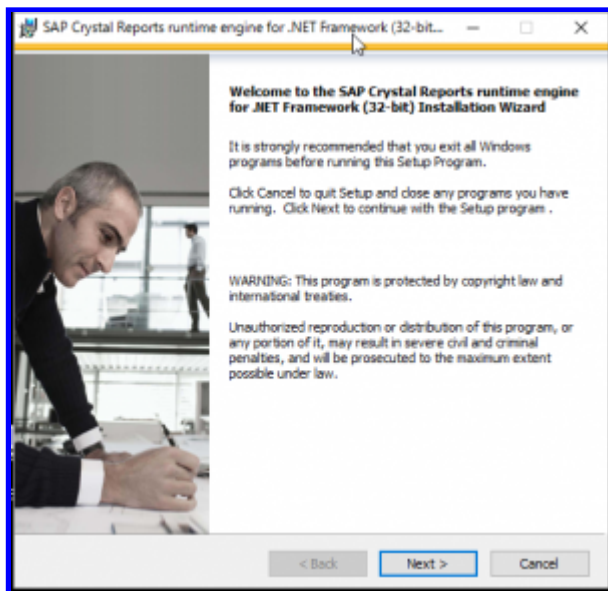 SAP Crystal Reports runtime engine for .NET Framework (32-bit...
Welcome to the SAP Crystal Reports runtime engine
for .NET Framework (32-bit) Installation Wizard
It is strongly recommended that you exit all Windows
programs before running this Setup Program.
Click Cancel to quit Setup and close any programs you have
running. Click Next to continue with the Setup program .
WARNING: This program is protected by copyright law and
international treaties.
Unauthorized reproduction or distribution of this program, or
any portion of it, may result in severe civil and criminal
penalties, and will be prosecuted to the maximum extent
possible under law.
< Back Next > Cancel